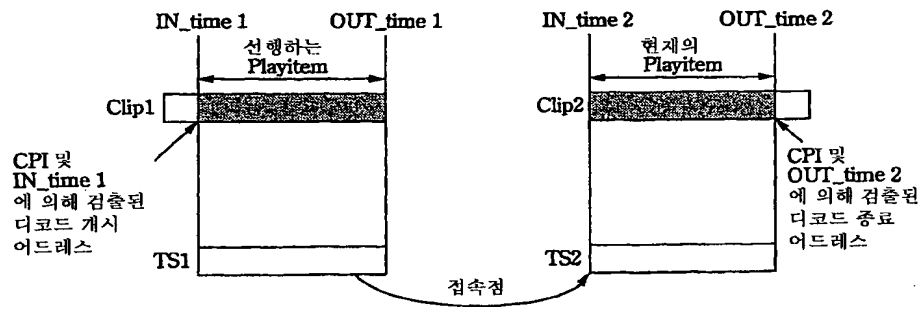 IN_time 1
OUT_time 1
IN_time 2
OUT_time 2
선행하는
Playitem
현재의
Playitem
Clip1
Clip2
CPI 및
IN_time 1
에 의해 검출된
디코드 개시
어드레스
CPI 및
OUT_time 2
에 의해 검출된
디코드 종료
어드레스
TS1
TS2
접속점